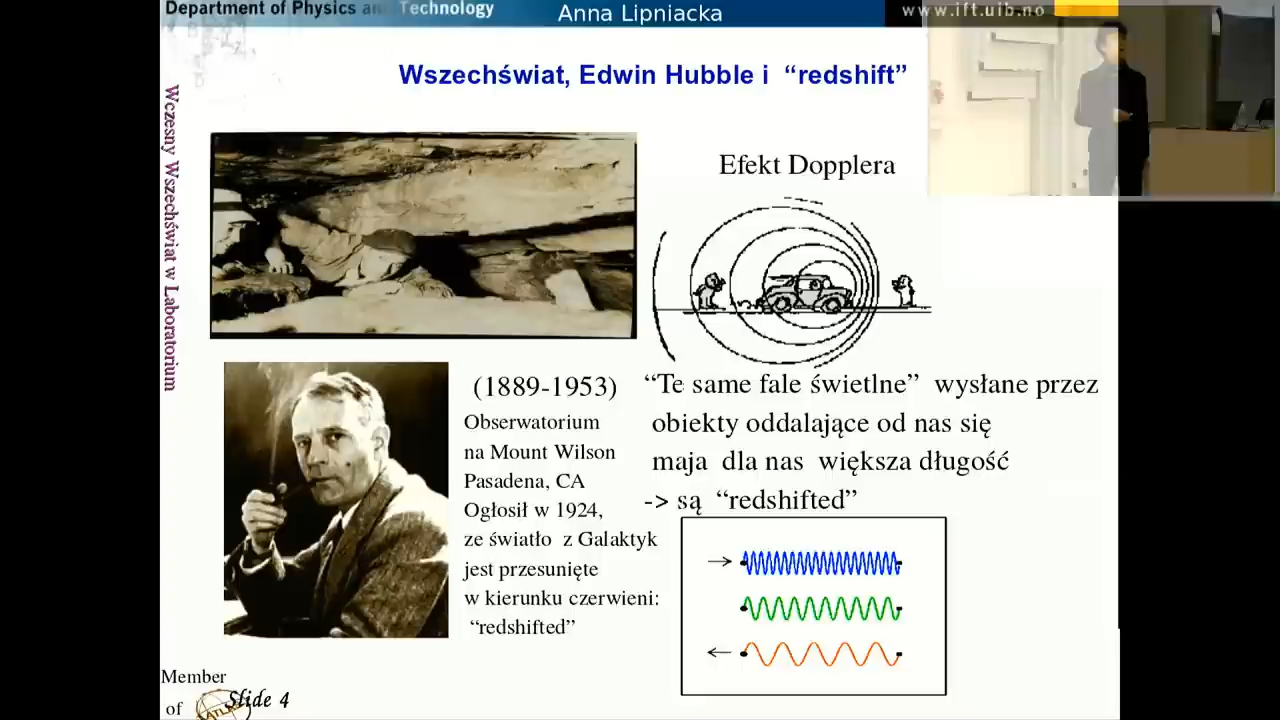 Department of Physics and Technology
Anna Lipniacka
www.ift.uib.no
Wszechświat, Edwin Hubble i “redshift”
Wczesny Wszechświat w Laboratorium
Efekt Dopplera
(1889-1953)
Obserwatorium
na Mount Wilson
Pasadena, CA
Ogłosił w 1924,
ze światło z Galaktyk
jest przesunięte
w kierunku czerwieni:
“redshifted”
“Te same fale świetlne” wysłane przez
obiekty oddalające od nas się
maja dla nas większa długość
-> są “redshifted”
Member
of
Slide 4